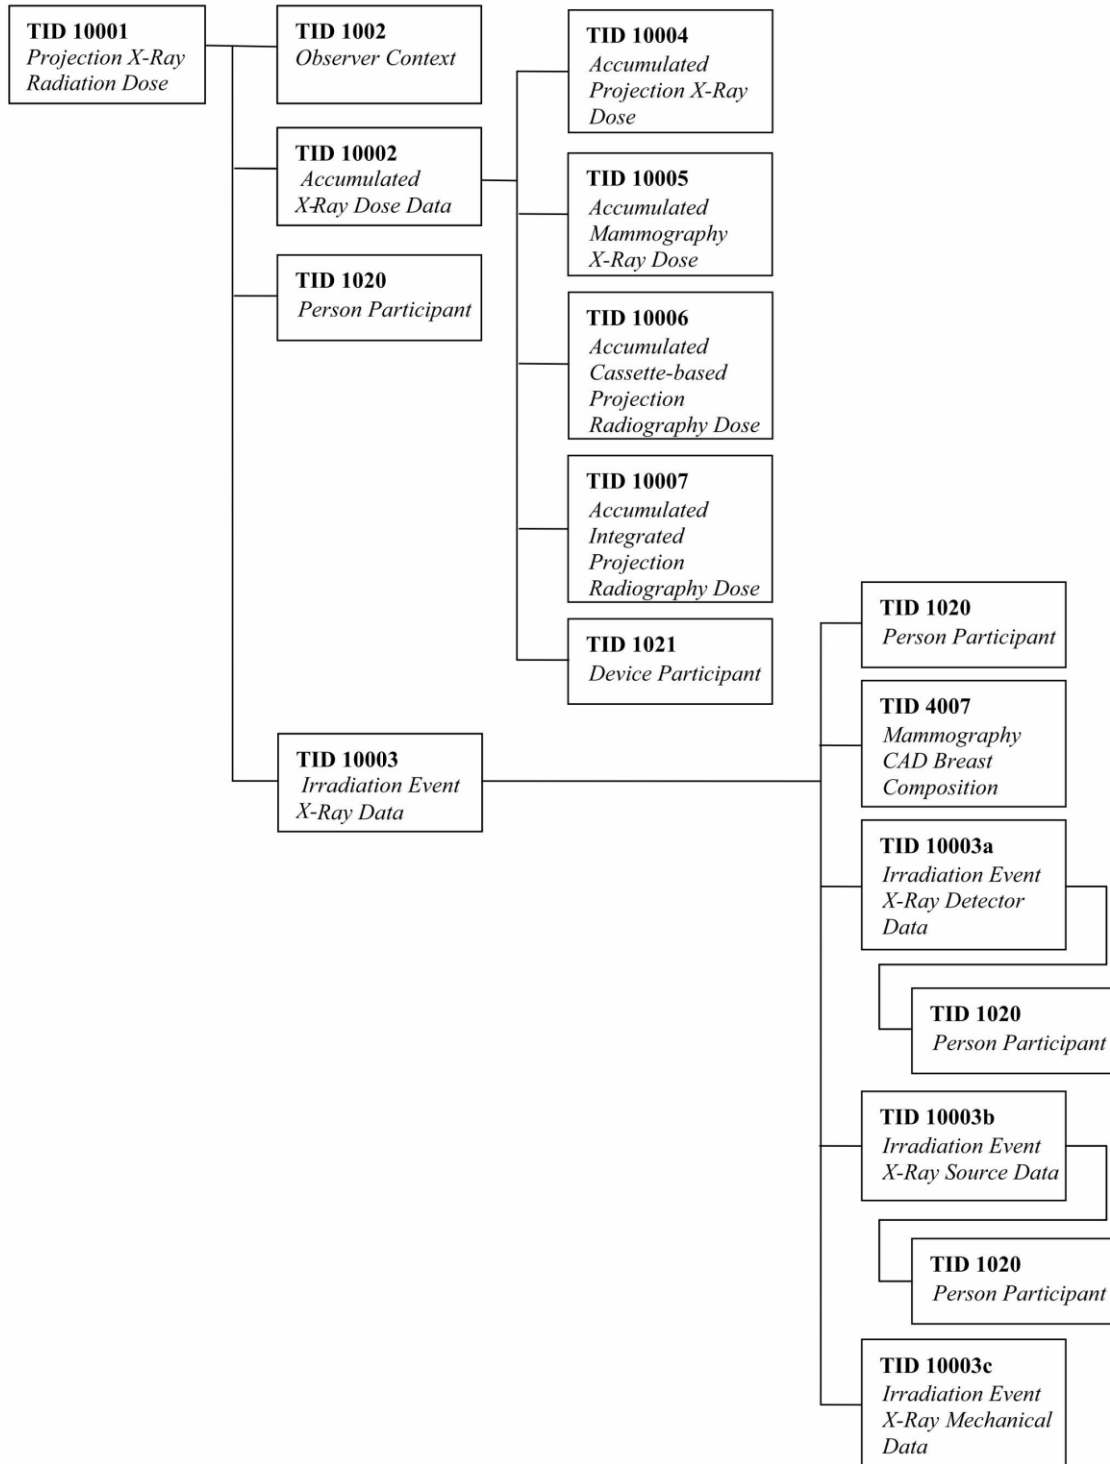 TID 10001
Projection X-Ray
Radiation Dose
TID 1002
Observer Context
TID 10002
Accumulated
X-Ray Dose Data
TID 1020
Person Participant
TID 10004
Accumulated
Projection X-Ray
Dose
TID 10005
Accumulated
Mammography
X-Ray Dose
TID 10006
Accumulated
Cassette-based
Projection
Radiography Dose
TID 10007
Accumulated
Integrated
Projection
Radiography Dose
TID 1021
Device Participant
TID 10003
Irradiation Event
X-Ray Data
TID 1020
Person Participant
TID 4007
Mammography
CAD Breast
Composition
TID 10003a
Irradiation Event
X-Ray Detector
Data
TID 1020
Person Participant
TID 10003b
Irradiation Event
X-Ray Source Data
TID 1020
Person Participant
TID 10003c
Irradiation Event
X-Ray Mechanical
Data